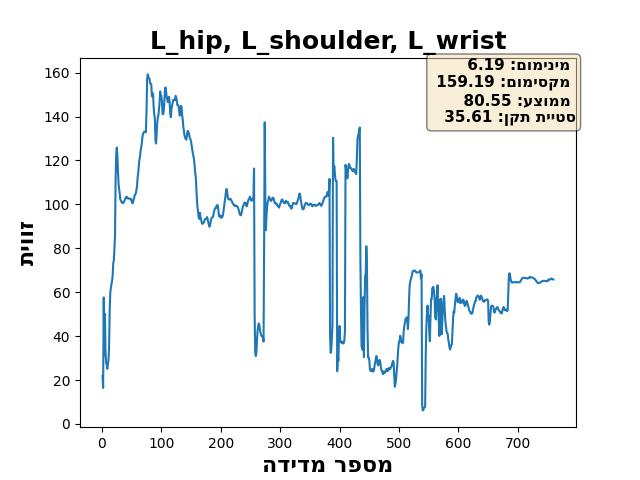 L_hip, L_shoulder, L_wrist
מינימום: 6.19
מקסימום: 159.19
ממוצע: 80.55
סטיית תקן: 35.61
זווית
160
140
120
100
80
60
40
20
0
0 100 200 300 400 500 600 700
מספר מדידה